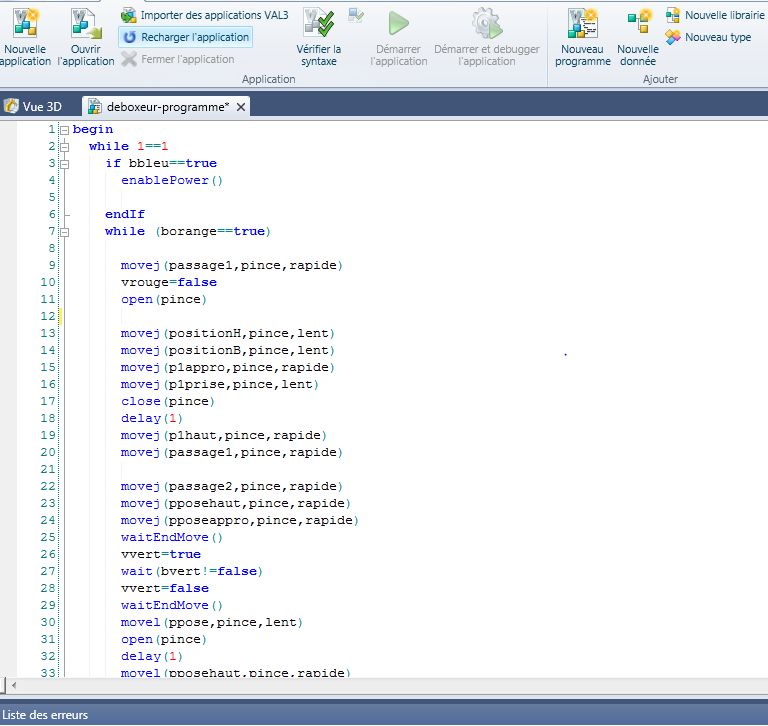 Nouvelle application
Ouvrir l'application
Importer des applications VAL3
Recharger l'application
Fermer l'application
Vérifier la syntaxe
Démarrer l'application
Démarrer et debugger l'application
Application
Nouveau programme
Nouvelle donnée
Nouvelle librairie
Nouveau type
Ajouter
Vue 3D
deboxeur-programme*
1 begin
2 while 1==1
3 if bbleu==true
4 enablePower()
5
6 endIf
7 while (borange==true)
8
9 movej(passage1,pince,rapide)
10 vrouge=false
11 open(pince)
12
13 movej(positionH,pince,lent)
14 movej(positionB,pince,lent)
15 movej(p1appro,pince,rapide)
16 movej(p1prise,pince,lent)
17 close(pince)
18 delay(1)
19 movej(p1haut,pince,rapide)
20 movej(passage1,pince,rapide)
21
22 movej(passage2,pince,rapide)
23 movej(pposehaut,pince,rapide)
24 movej(pposeappro,pince,rapide)
25 waitEndMove()
26 vvert=true
27 wait(bvert!=false)
28 vvert=false
29 waitEndMove()
30 movel(ppose,pince,lent)
31 open(pince)
32 delay(1)
33 movel(pposehaut,pince,rapide)
Liste des erreurs